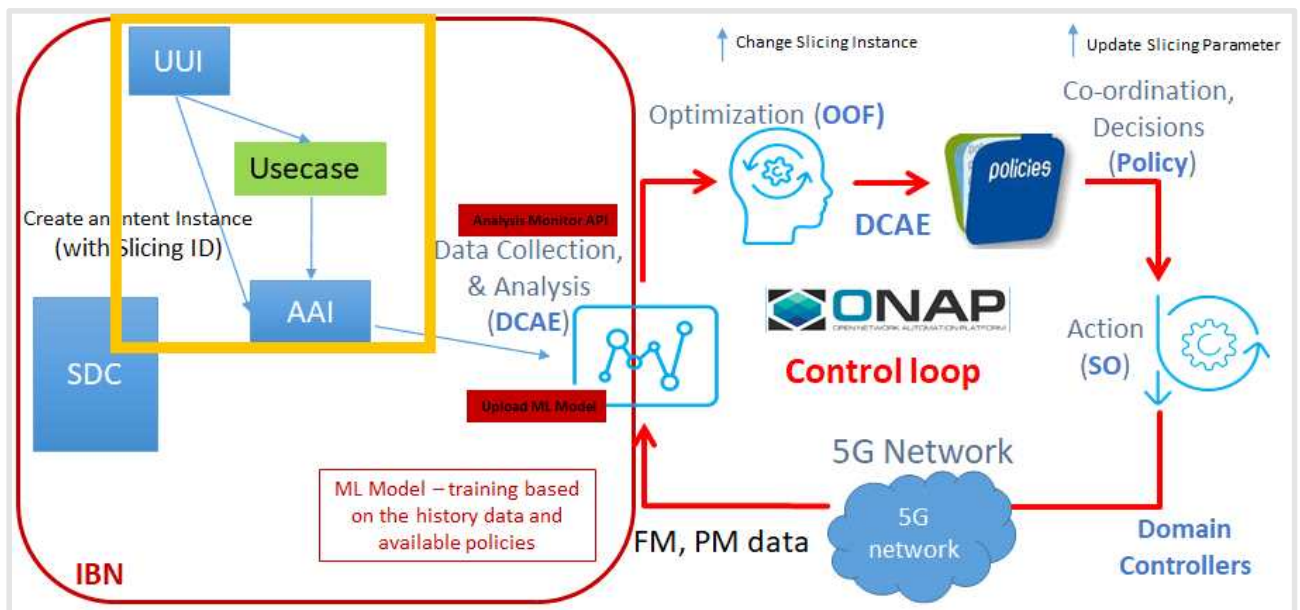 UUI
Usecase
Create an Intent Instance
(with Slicing ID)
AAI
SDC
Analysis Monitor API
Data Collection,
& Analysis
(DCAE)
Upload ML Model
ML Model – training based
on the history data and
available policies
IBN
Change Slicing Instance
Update Slicing Parameter
Optimization (OOF)
Co-ordination,
Decisions
(Policy)
policies
DCAE
ONAP
OPEN NETWORK AUTOMATION PLATFORM
Control loop
Action
(SO)
5G Network
5G
network
FM, PM data
Domain
Controllers